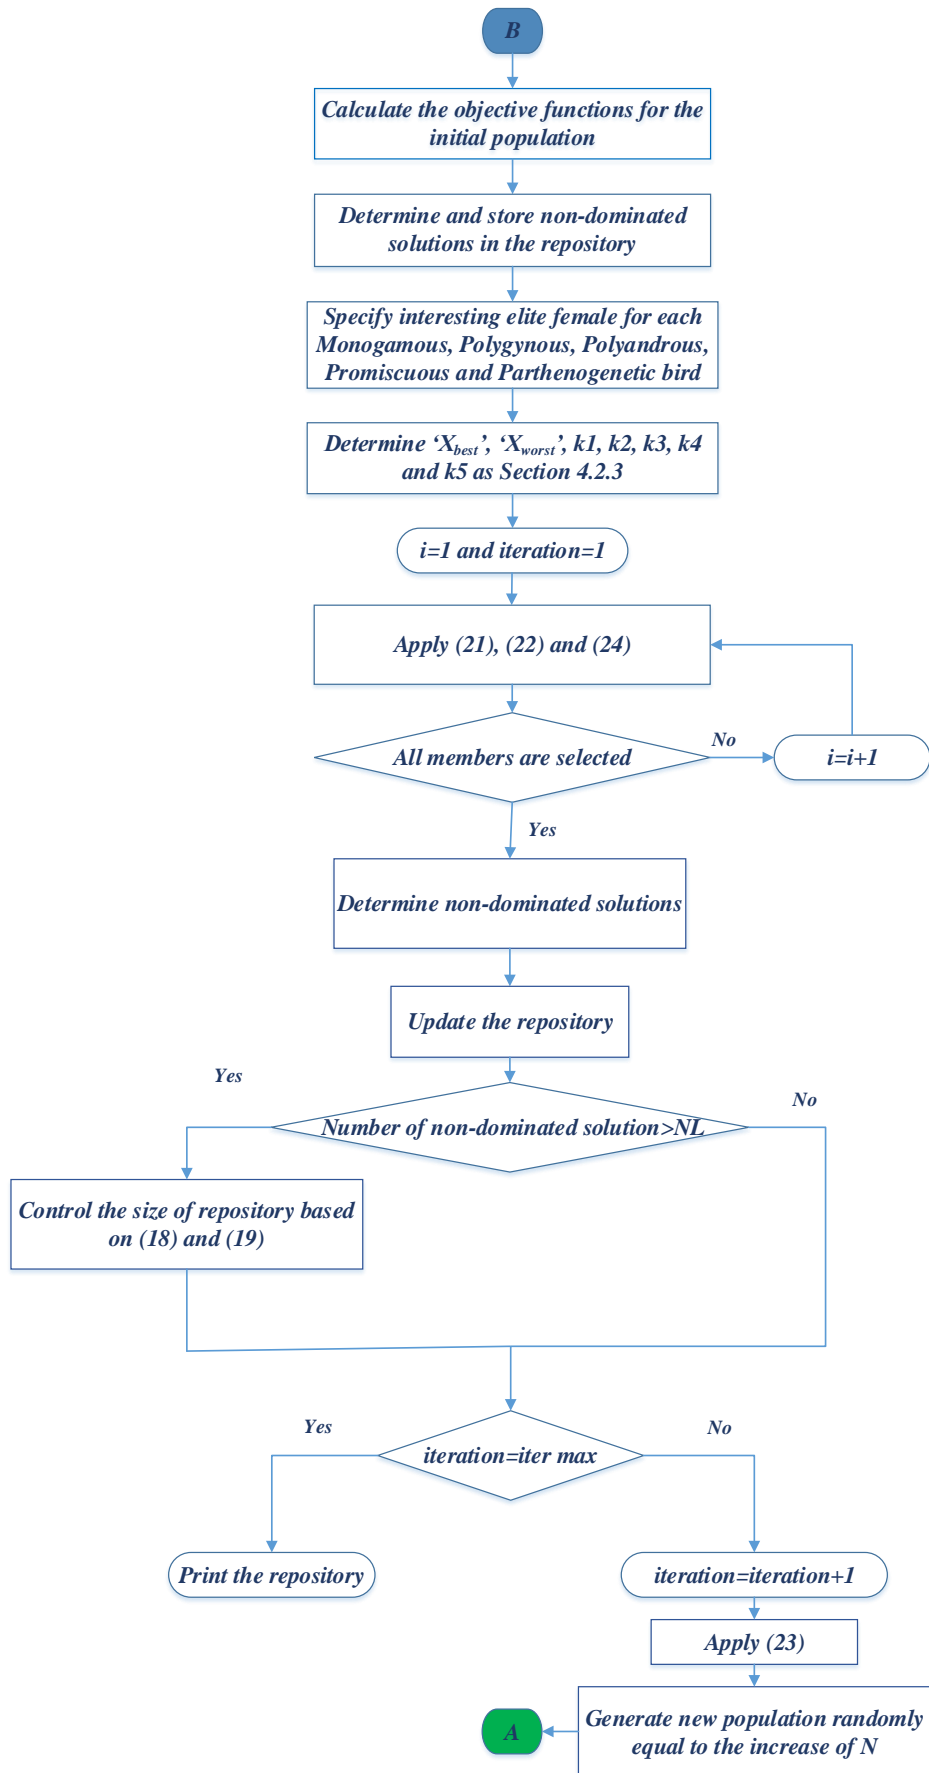 B
Calculate the objective functions for the
initial population
Determine and store non-dominated
solutions in the repository
Specify interesting elite female for each
Monogamous, Polygynous, Polyandrous,
Promiscuous and Parthenogenetic bird
Determine ‘Xbest’, ‘Xworst’, k1, k2, k3, k4
and k5 as Section 4.2.3
i=1 and iteration=1
Apply (21), (22) and (24)
All members are selected
No
i=i+1
Yes
Determine non-dominated solutions
Update the repository
Yes
No
Number of non-dominated solution>NL
Control the size of repository based
on (18) and (19)
Yes
No
iteration=iter max
Print the repository
iteration=iteration+1
Apply (23)
Generate new population randomly
equal to the increase of N
A